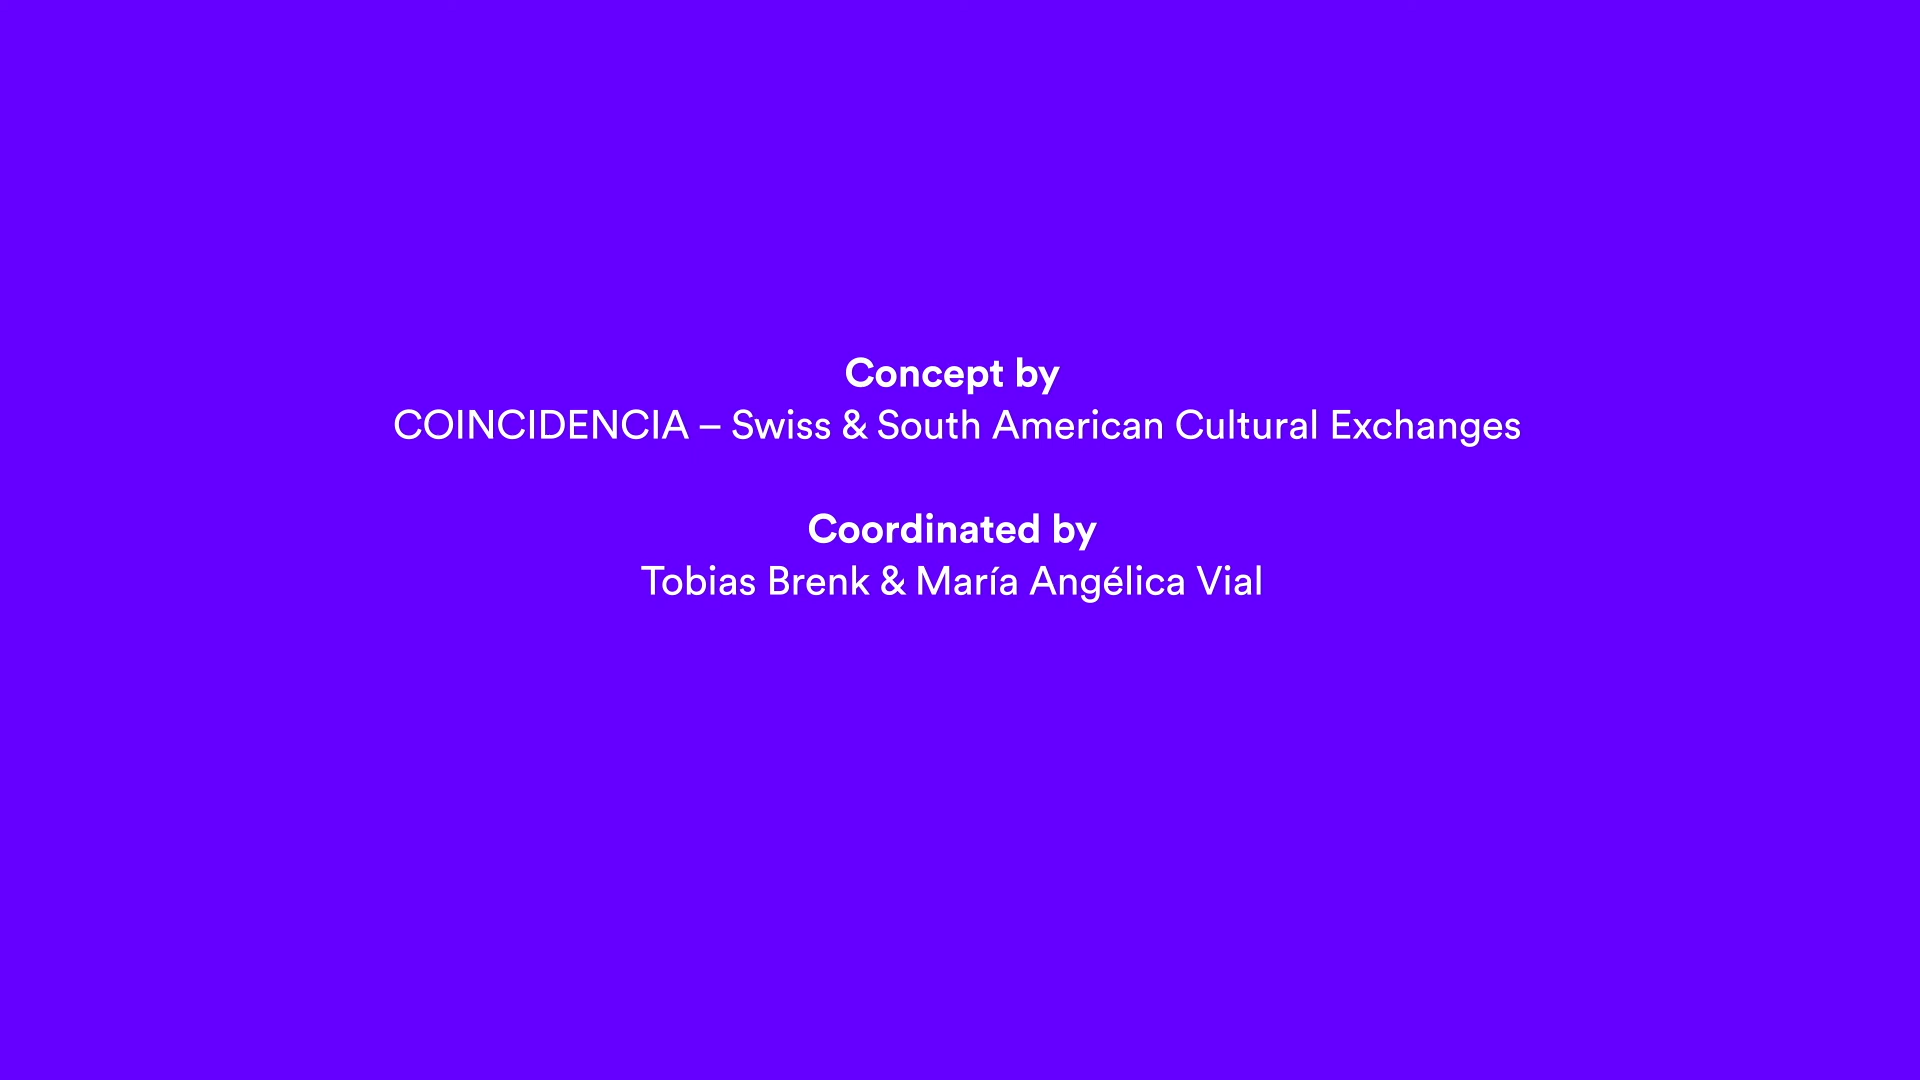 Concept by
COINCIDENCIA – Swiss & South American Cultural Exchanges
Coordinated by
Tobias Brenk & María Angélica Vial